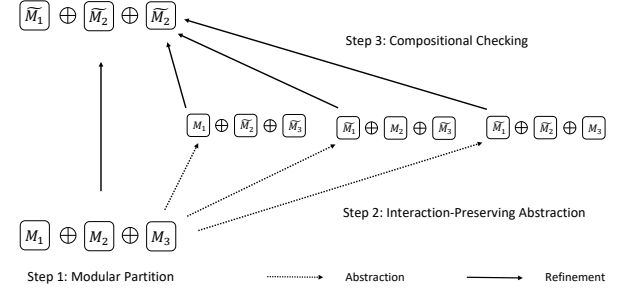 M̃₁ ⊕ M̃₂ ⊕ M̃₂
Step 3: Compositional Checking
M₁ ⊕ M̃₂ ⊕ M̃₃
M̃₁ ⊕ M₂ ⊕ M̃₃
M̃₁ ⊕ M̃₂ ⊕ M₃
Step 2: Interaction-Preserving Abstraction
M₁ ⊕ M₂ ⊕ M₃
Step 1: Modular Partition
Abstraction
Refinement